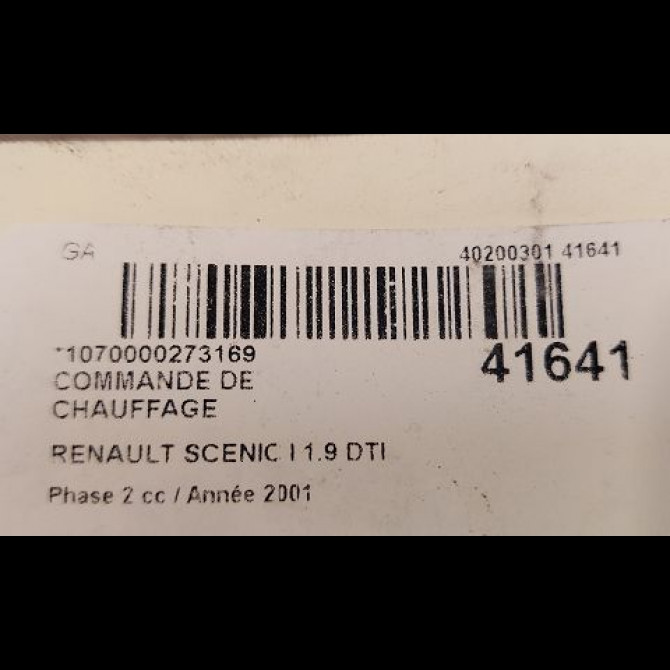 GA
40200301 41641
*1070000273169
41641
COMMANDE DE
CHAUFFAGE
RENAULT SCENIC I 1.9 DTI
Phase 2 cc / Année 2001